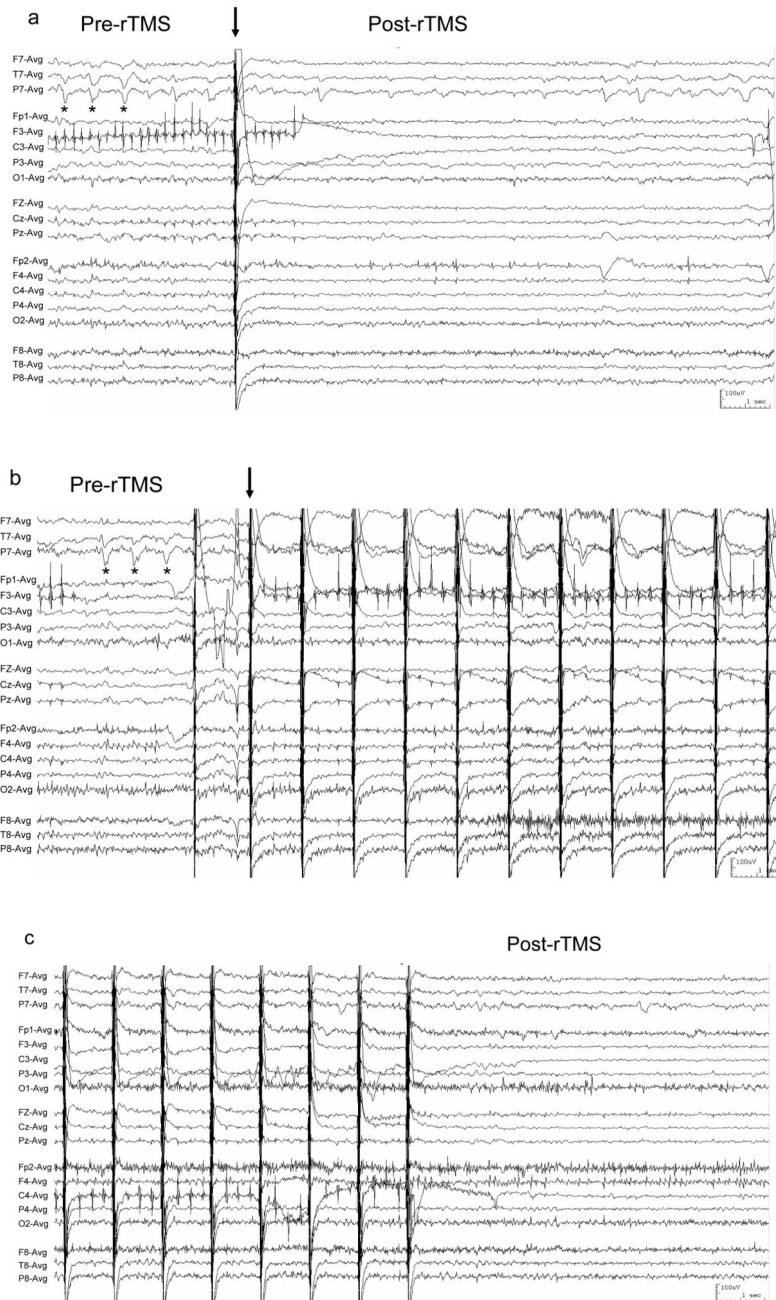 a
Pre-rTMS Post-rTMS
F7-Avg
T7-Avg
P7-Avg
* * *
Fp1-Avg
F3-Avg
C3-Avg
P3-Avg
O1-Avg
FZ-Avg
Cz-Avg
Pz-Avg
Fp2-Avg
F4-Avg
C4-Avg
P4-Avg
O2-Avg
F8-Avg
T8-Avg
P8-Avg
100uV
1 sec
b
Pre-rTMS
F7-Avg
T7-Avg
P7-Avg
* * *
Fp1-Avg
F3-Avg
C3-Avg
P3-Avg
O1-Avg
FZ-Avg
Cz-Avg
Pz-Avg
Fp2-Avg
F4-Avg
C4-Avg
P4-Avg
O2-Avg
F8-Avg
T8-Avg
P8-Avg
100uV
1
c
Post-rTMS
F7-Avg
T7-Avg
P7-Avg
Fp1-Avg
F3-Avg
C3-Avg
P3-Avg
O1-Avg
FZ-Avg
Cz-Avg
Pz-Avg
Fp2-Avg
F4-Avg
C4-Avg
P4-Avg
O2-Avg
F8-Avg
T8-Avg
P8-Avg
100uV
1 sec